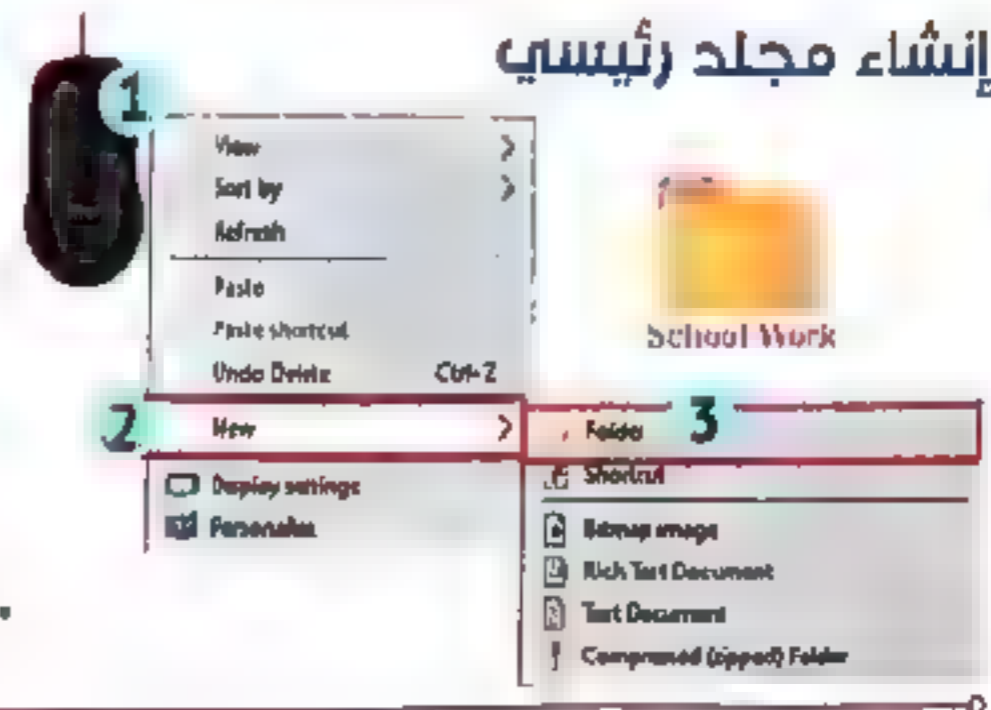 إنشاء مجلد رئيسي
1
View
Sort by
Refresh
Paste
Paste shortcut
Undo Delete Ctrl+Z
2 New
3 Folder
Shortcut
Display settings
Personalize
Bitmap image
Rich Text Document
Text Document
Compressed (zipped) Folder
School Work